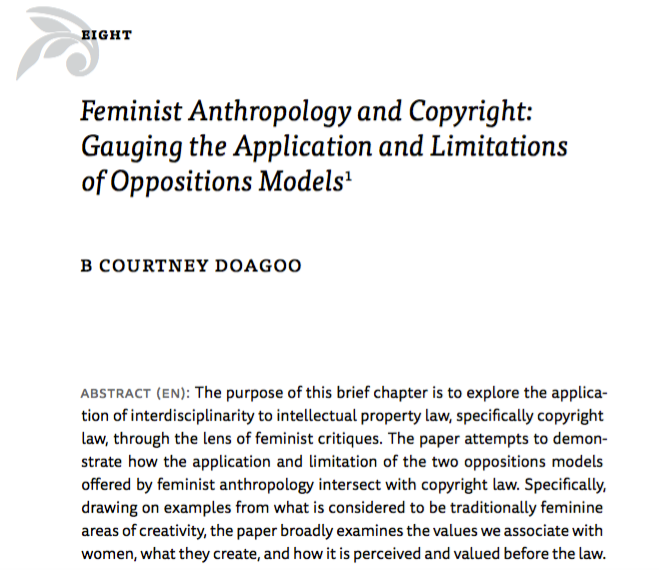 EIGHT
Feminist Anthropology and Copyright:
Gauging the Application and Limitations
of Oppositions Models¹
B COURTNEY DOAGOO
ABSTRACT (EN): The purpose of this brief chapter is to explore the applica-
tion of interdisciplinarity to intellectual property law, specifically copyright
law, through the lens of feminist critiques. The paper attempts to demon-
strate how the application and limitation of the two oppositions models
offered by feminist anthropology intersect with copyright law. Specifically,
drawing on examples from what is considered to be traditionally feminine
areas of creativity, the paper broadly examines the values we associate with
women, what they create, and how it is perceived and valued before the law.